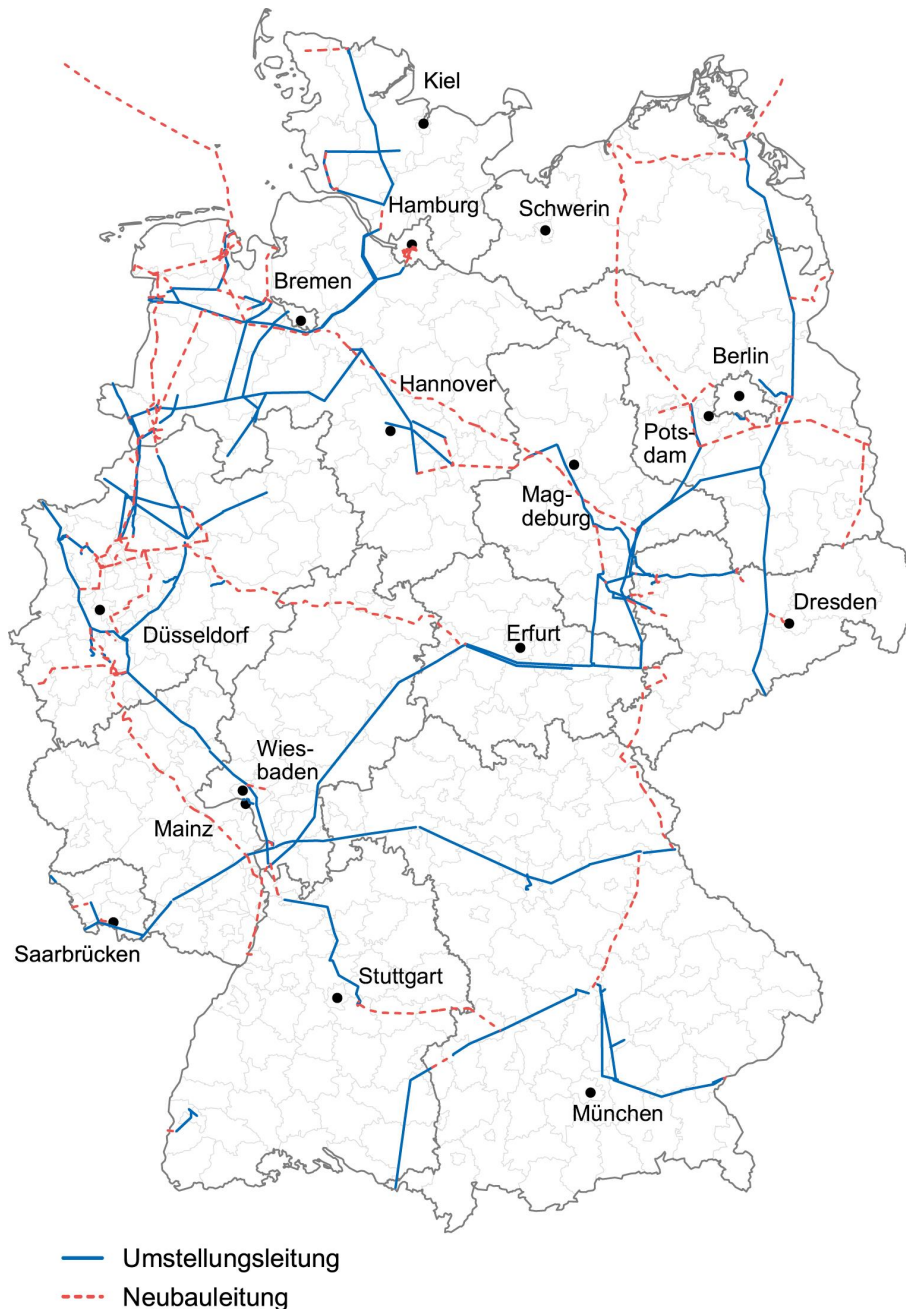 Kiel
Hamburg
Schwerin
Bremen
Berlin
Hannover
Pots-
dam
Mag-
deburg
Dresden
Düsseldorf
Erfurt
Wies-
baden
Mainz
Saarbrücken
Stuttgart
München
Umstellungsleitung
Neubauleitung